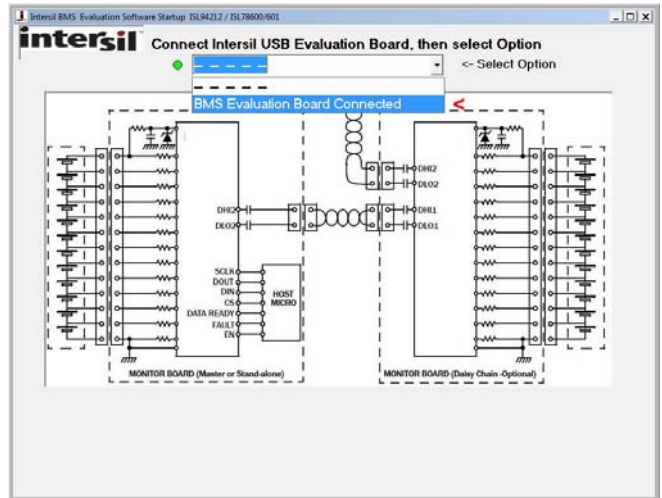 Intersil BMS Evaluation Software Startup ISL94212 / ISL78600/601
intersil
Connect Intersil USB Evaluation Board, then select Option
– – – – –
<- Select Option
– – – – –
BMS Evaluation Board Connected <
DHI2
DLO2
DHI2
DLO2
DHI1
DLO1
SCLK
DOUT
DIN
CS
DATA READY
FAULT
EN
HOST
MICRO
MONITOR BOARD (Master or Stand-alone)
MONITOR BOARD (Daisy Chain -Optional)